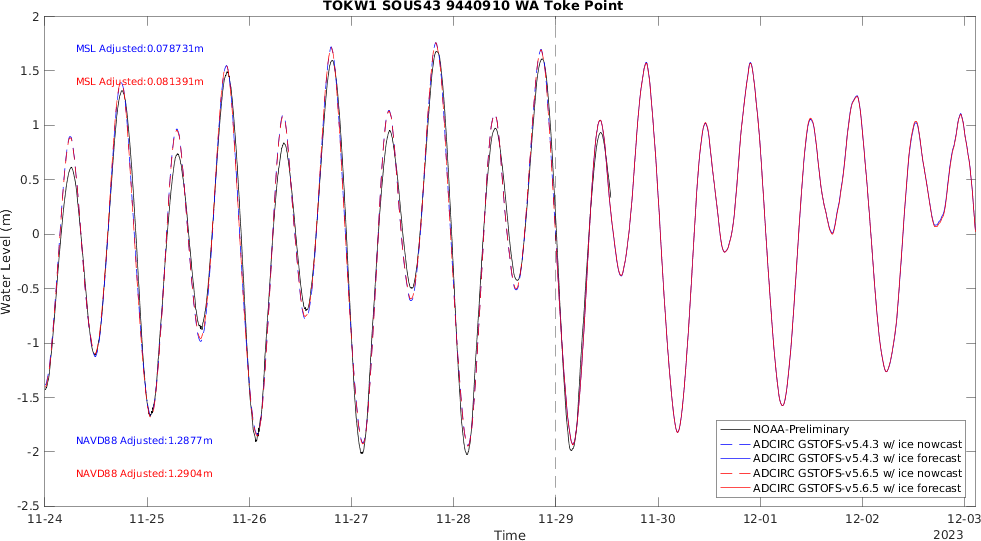 TOKW1 SOUS43 9440910 WA Toke Point
MSL Adjusted:0.078731m
MSL Adjusted:0.081391m
NAVD88 Adjusted:1.2877m
NAVD88 Adjusted:1.2904m
Water Level (m)
2
1.5
1
0.5
0
-0.5
-1
-1.5
-2
-2.5
NOAA-Preliminary
ADCIRC GSTOFS-v5.4.3 w/ ice nowcast
ADCIRC GSTOFS-v5.4.3 w/ ice forecast
ADCIRC GSTOFS-v5.6.5 w/ ice nowcast
ADCIRC GSTOFS-v5.6.5 w/ ice forecast
11-24 11-25 11-26 11-27 11-28 11-29 11-30 12-01 12-02 12-03
Time
2023